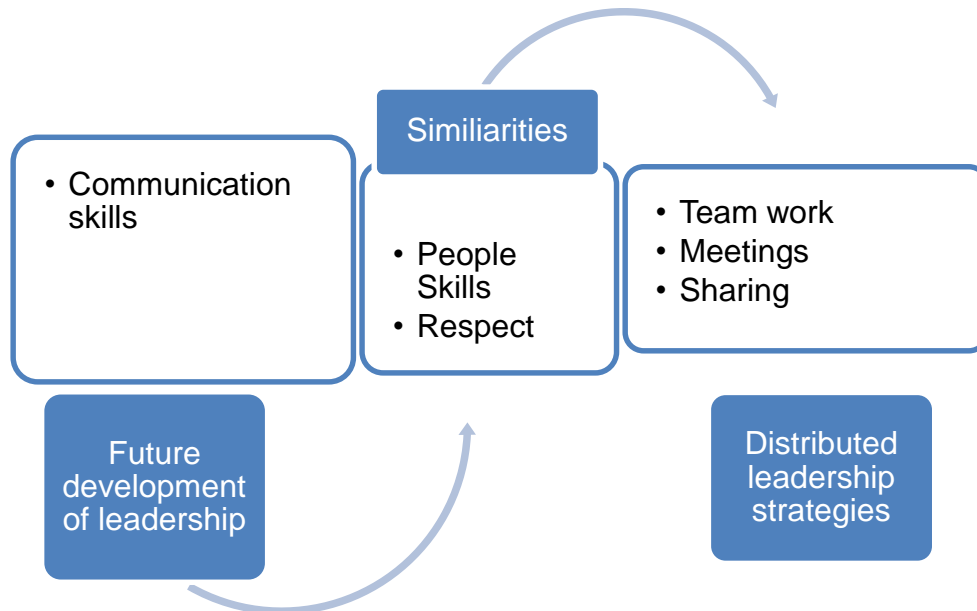 Similiarities
• Communication
skills
• People
Skills
• Respect
• Team work
• Meetings
• Sharing
Future
development
of leadership
Distributed
leadership
strategies